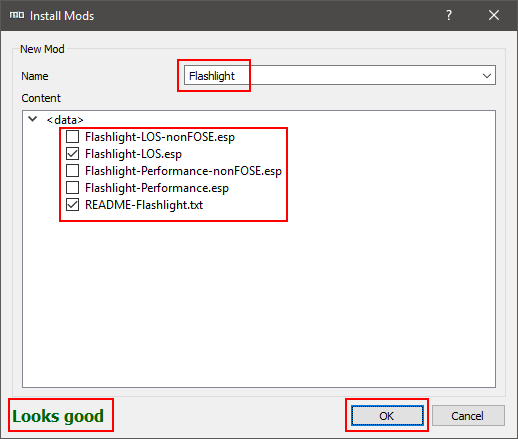 Install Mods
New Mod
Name
Flashlight
Content
<data>
Flashlight-LOS-nonFOSE.esp
Flashlight-LOS.esp
Flashlight-Performance-nonFOSE.esp
Flashlight-Performance.esp
README-Flashlight.txt
Looks good
OK
Cancel